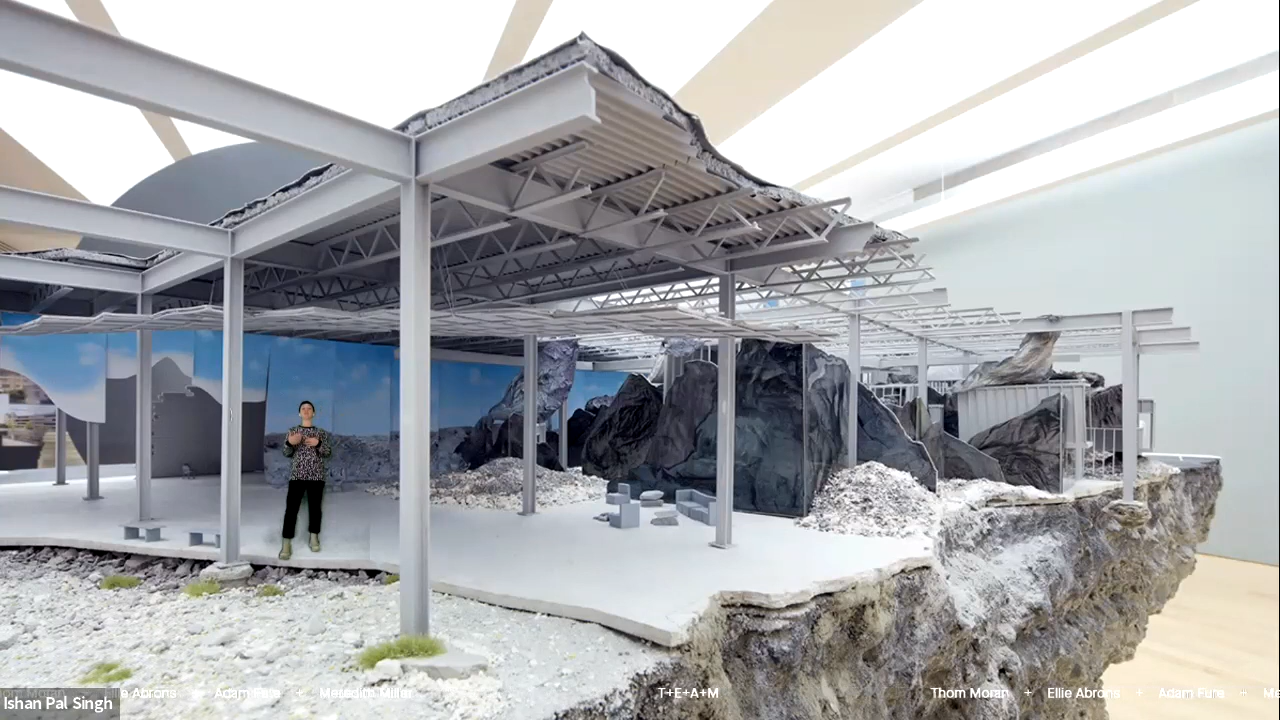 Ellie Abrons + Adam Fure + Meredith Miller T+E+A+M Thom Moran + Ellie Abrons + Adam Fure +
Ishan Pal Singh